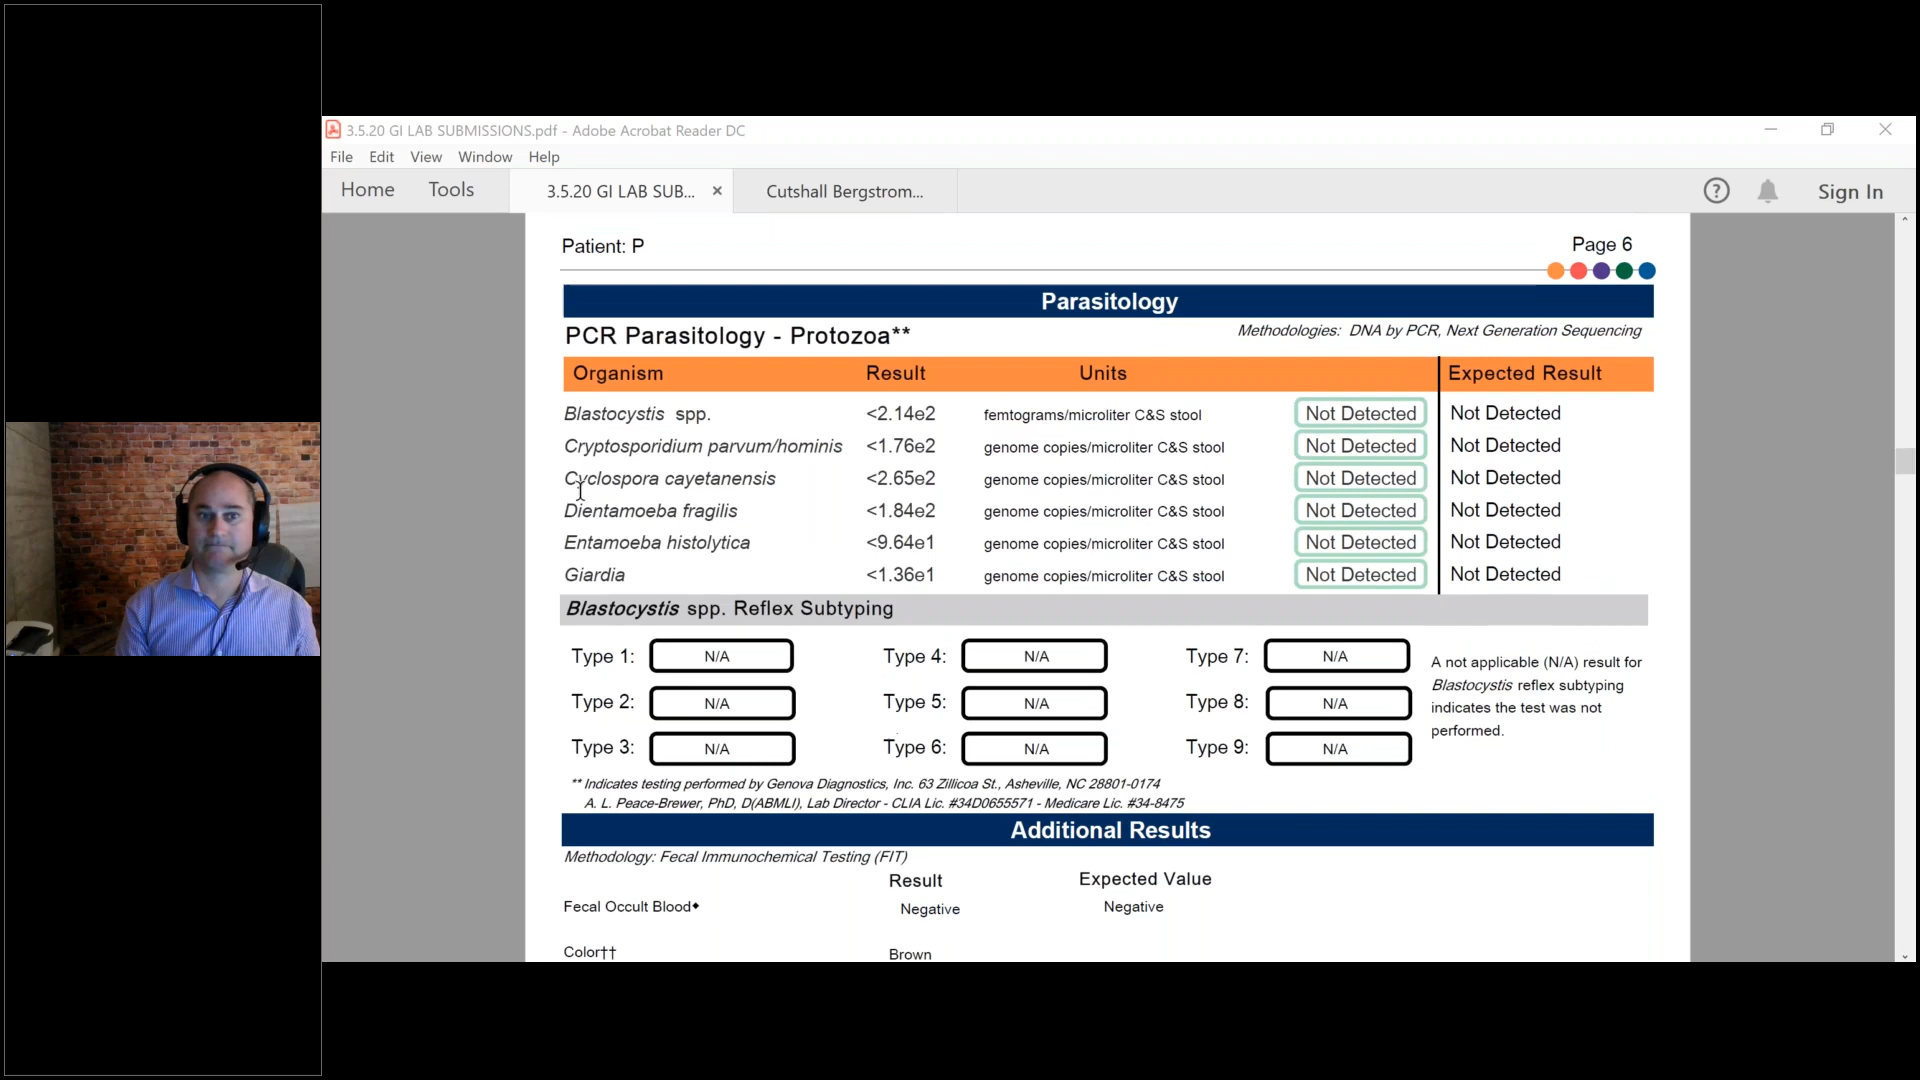 3.5.20 GI LAB SUBMISSIONS.pdf - Adobe Acrobat Reader DC
File Edit View Window Help
Home Tools 3.5.20 GI LAB SUB... × Cutshall Bergstrom... ? Sign In
Patient: P Page 6
Parasitology
PCR Parasitology - Protozoa** Methodologies: DNA by PCR, Next Generation Sequencing
Organism Result Units Expected Result
Blastocystis spp. <2.14e2 femtograms/microliter C&S stool Not Detected Not Detected
Cryptosporidium parvum/hominis <1.76e2 genome copies/microliter C&S stool Not Detected Not Detected
Cyclospora cayetanensis <2.65e2 genome copies/microliter C&S stool Not Detected Not Detected
Dientamoeba fragilis <1.84e2 genome copies/microliter C&S stool Not Detected Not Detected
Entamoeba histolytica <9.64e1 genome copies/microliter C&S stool Not Detected Not Detected
Giardia <1.36e1 genome copies/microliter C&S stool Not Detected Not Detected
Blastocystis spp. Reflex Subtyping
Type 1: N/A Type 4: N/A Type 7: N/A
Type 2: N/A Type 5: N/A Type 8: N/A
Type 3: N/A Type 6: N/A Type 9: N/A
A not applicable (N/A) result for
Blastocystis reflex subtyping
indicates the test was not
performed.
** Indicates testing performed by Genova Diagnostics, Inc. 63 Zillicoa St., Asheville, NC 28801-0174
A. L. Peace-Brewer, PhD, D(ABMLI), Lab Director - CLIA Lic. #34D0655571 - Medicare Lic. #34-8475
Additional Results
Methodology: Fecal Immunochemical Testing (FIT)
Result Expected Value
Fecal Occult Blood♦ Negative Negative
Color†† Brown